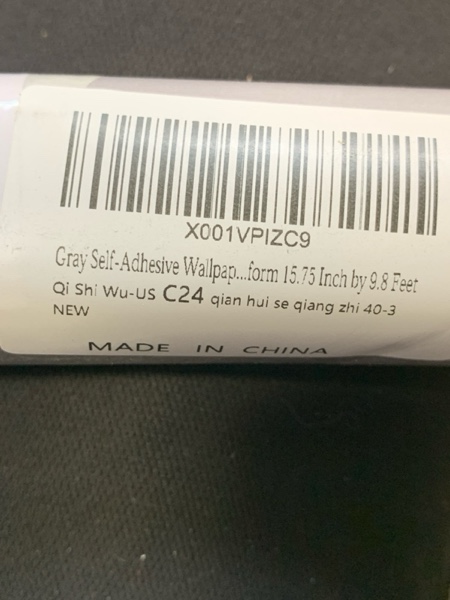 X001VPIZC9
Gray Self-Adhesive Wallpap...form 15.75 Inch by 9.8 Feet
Qi Shi Wu-US C24 qian hui se qiang zhi 40-3
NEW
MADE IN CHINA